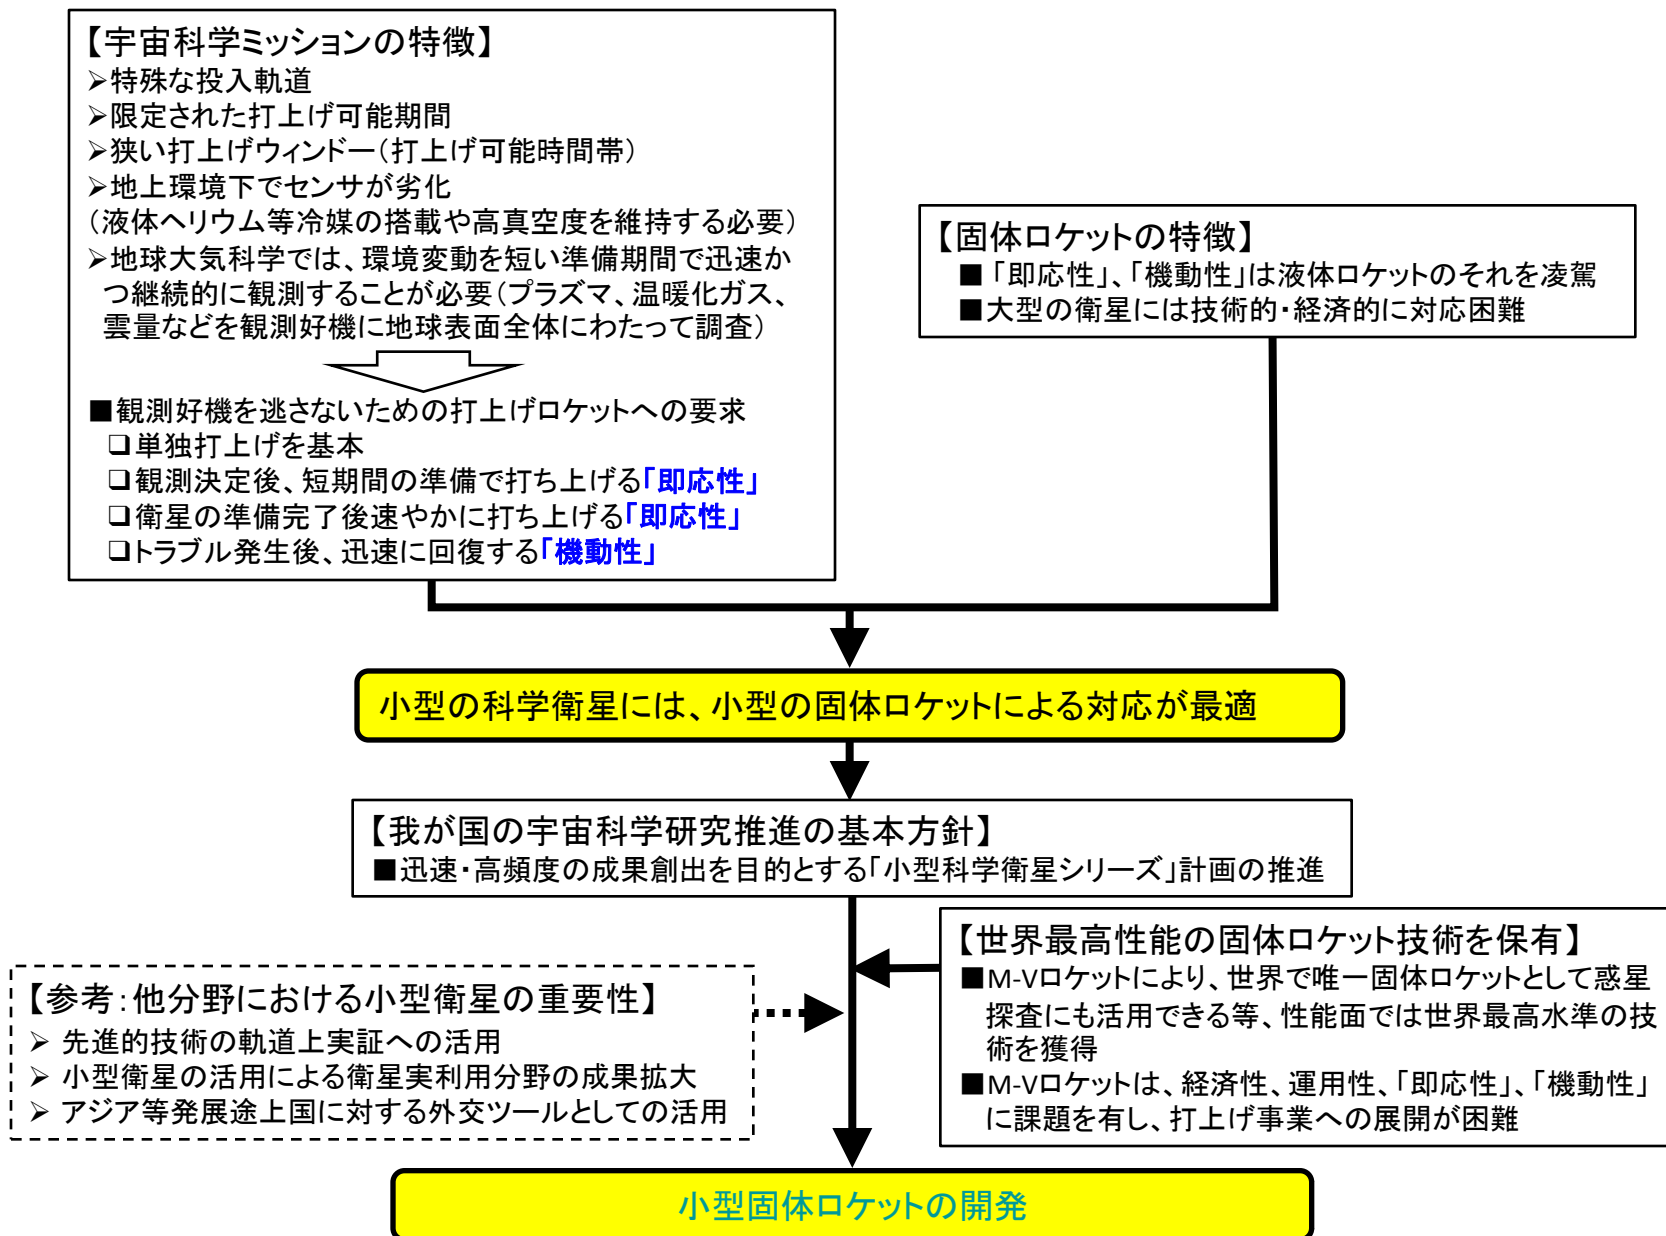 【宇宙科学ミッションの特徴】
➢特殊な投入軌道
➢限定された打上げ可能期間
➢狭い打上げウィンドー(打上げ可能時間帯)
➢地上環境下でセンサが劣化
(液体ヘリウム等冷媒の搭載や高真空度を維持する必要)
➢地球大気科学では、環境変動を短い準備期間で迅速か
つ継続的に観測することが必要(プラズマ、温暖化ガス、
雲量などを観測好機に地球表面全体にわたって調査)
■観測好機を逃さないための打上げロケットへの要求
❑単独打上げを基本
❑観測決定後、短期間の準備で打ち上げる「即応性」
❑衛星の準備完了後速やかに打ち上げる「即応性」
❑トラブル発生後、迅速に回復する「機動性」
【固体ロケットの特徴】
■「即応性」、「機動性」は液体ロケットのそれを凌駕
■大型の衛星には技術的・経済的に対応困難
小型の科学衛星には、小型の固体ロケットによる対応が最適
【我が国の宇宙科学研究推進の基本方針】
■迅速・高頻度の成果創出を目的とする「小型科学衛星シリーズ」計画の推進
【世界最高性能の固体ロケット技術を保有】
■M-Vロケットにより、世界で唯一固体ロケットとして惑星
探査にも活用できる等、性能面では世界最高水準の技
術を獲得
■M-Vロケットは、経済性、運用性、「即応性」、「機動性」
に課題を有し、打上げ事業への展開が困難
【参考:他分野における小型衛星の重要性】
➢ 先進的技術の軌道上実証への活用
➢ 小型衛星の活用による衛星実利用分野の成果拡大
➢ アジア等発展途上国に対する外交ツールとしての活用
小型固体ロケットの開発